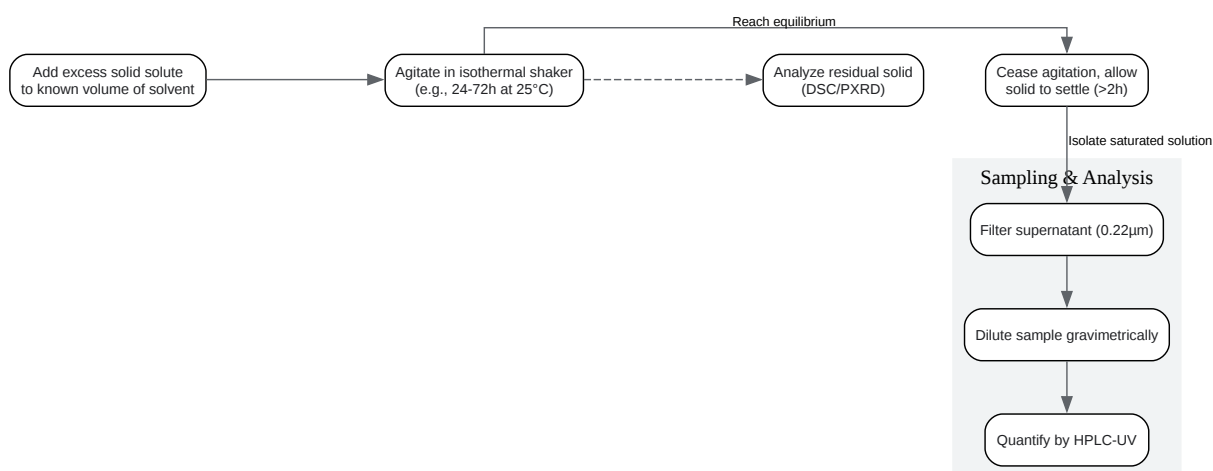 Reach equilibrium
Add excess solid solute
to known volume of solvent
Agitate in isothermal shaker
(e.g., 24-72h at 25°C)
Analyze residual solid
(DSC/PXRD)
Cease agitation, allow
solid to settle (>2h)
Isolate saturated solution
Sampling & Analysis
Filter supernatant (0.22µm)
Dilute sample gravimetrically
Quantify by HPLC-UV